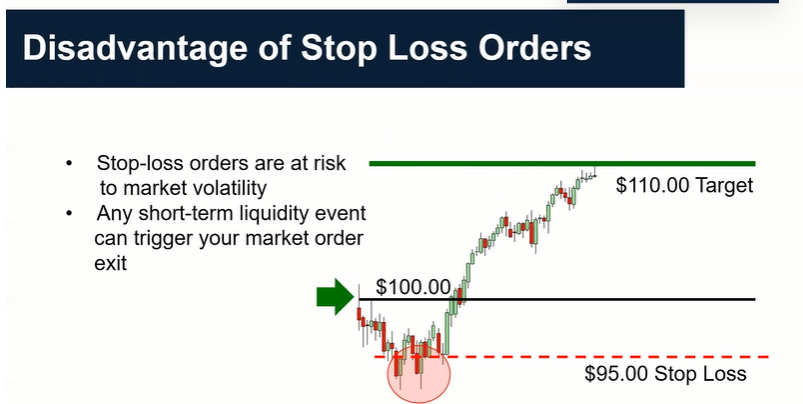 Disadvantage of Stop Loss Orders
• Stop-loss orders are at risk
to market volatility
• Any short-term liquidity event
can trigger your market order
exit
$110.00 Target
$100.00
$95.00 Stop Loss